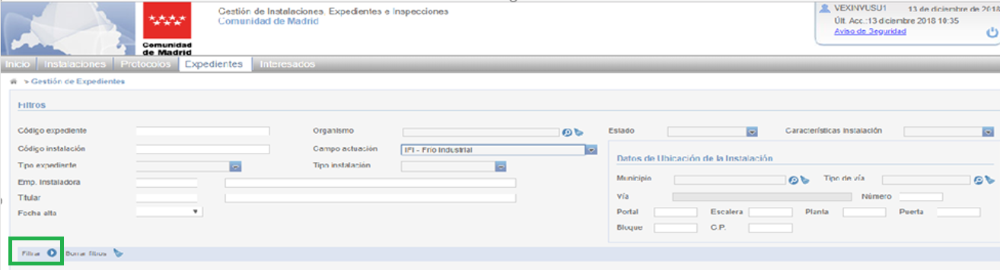 Gestión de Instalaciones, Expedientes e Inspecciones
Comunidad de Madrid
Comunidad
de Madrid
VEXINVUSU1 13 de diciembre de 2018
Últ. Acc.:13 diciembre 2018 10:35
Aviso de Seguridad
Inicio Instalaciones Protocolos Expedientes Interesados
> Gestión de Expedientes
Filtros
Código expediente Organismo Estado Características Instalación
Código instalación Campo actuación IFI - Frío Industrial
Tipo expediente Tipo instalación
Datos de Ubicación de la Instalación
Emp. Instaladora
Municipio Tipo de vía
Titular
Vía Número
Fecha alta
Portal Escalera Planta Puerta
Bloque C.P.
Filtrar Borrar filtros